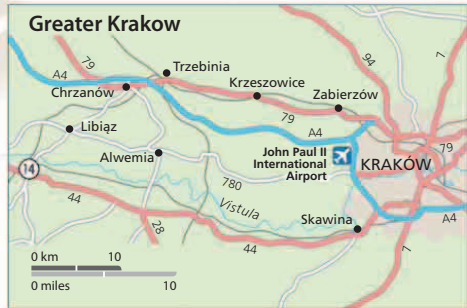 Greater Krakow
79
A4
Trzebinia
94
7
Chrzanów
Krzeszowice
Zabierzów
Libiąż
79
A4
79
Alwernia
John Paul II
International
Airport
KRAKÓW
14
780
44
Vistula
Skawina
28
44
7
A4
0 km 10
0 miles 10